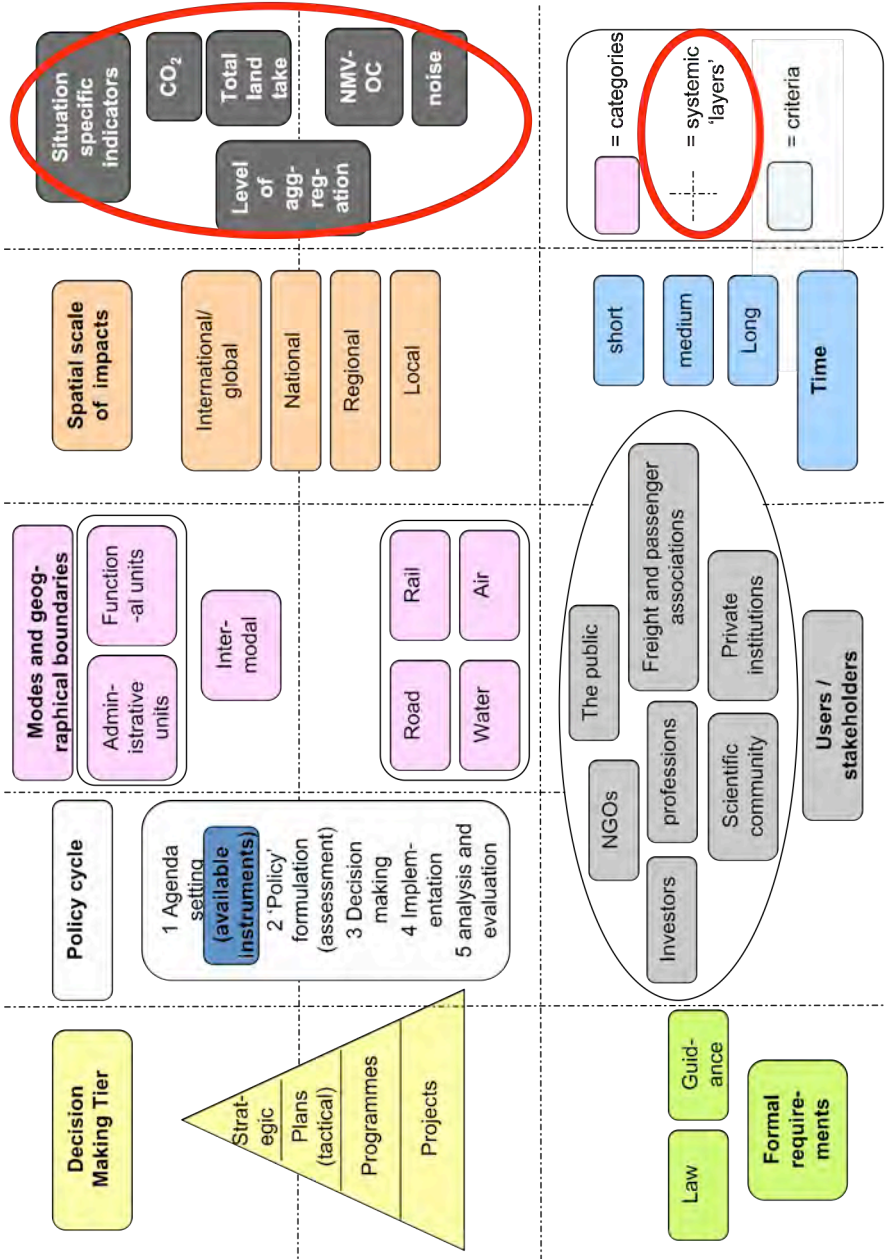 Decision
Making Tier
Strat-
egic
Plans
(tactical)
Programmes
Projects
Policy cycle
1 Agenda
setting
(available
instruments)
2 ‘Policy’
formulation
(assessment)
3 Decision
making
4 Implem-
entation
5 analysis and
evaluation
Modes and geog-
raphical boundaries
Admin-
istrative
units
Function
-al units
Inter-
modal
Road
Rail
Water
Air
Spatial scale
of impacts
International/
global
National
Regional
Local
Situation
specific
indicators
CO2
Level of
agg-
reg-
ation
Total
land
take
NMV-
OC
noise
Law
Guid-
ance
Formal
require-
ments
Investors
NGOs
The public
professions
Freight and passenger
associations
Scientific
community
Private
institutions
Users /
stakeholders
short
medium
Long
Time
= categories
= systemic
‘layers’
= criteria